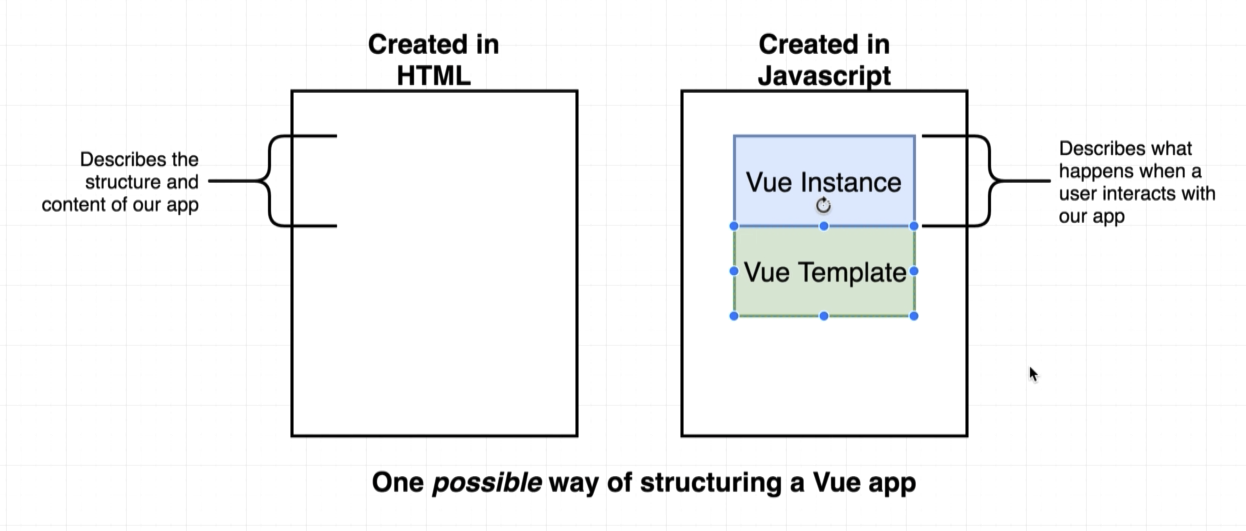 Created in
HTML
Created in
Javascript
Describes the
structure and
content of our app
Vue Instance
Vue Template
Describes what
happens when a
user interacts with
our app
One possible way of structuring a Vue app